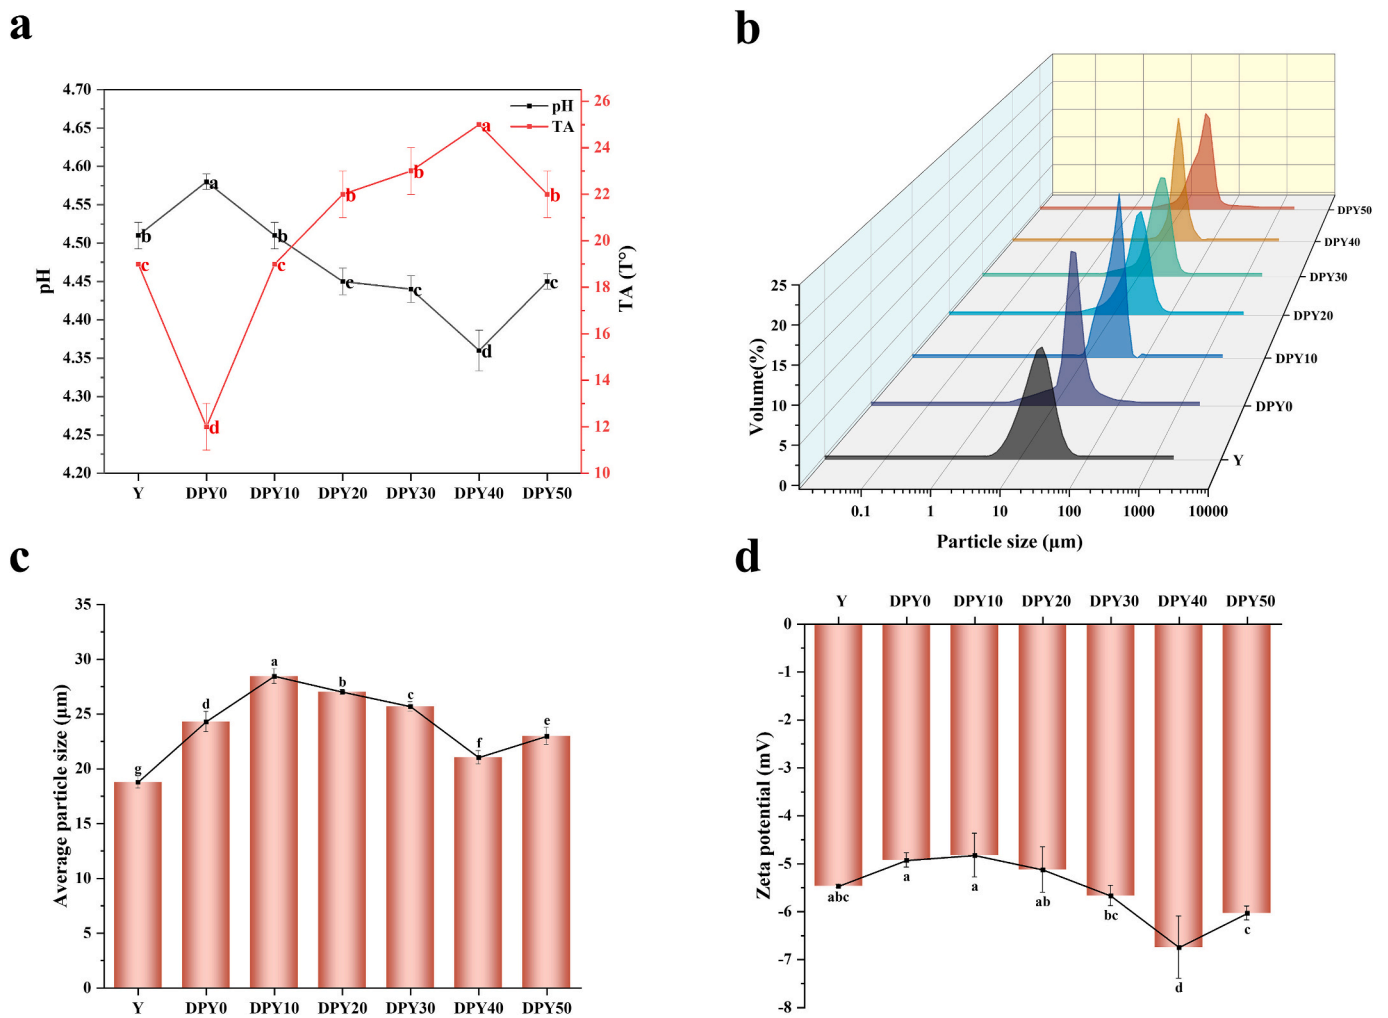 a
4.70
4.65
4.60
4.55
4.50
4.45
4.40
4.35
4.30
4.25
4.20
pH
26
24
22
20
18
16
14
12
10
TA (T°)
pH
TA
b
a
b
c
c
d
c
c
d
c
b
b
a
b
Y
DPY0
DPY10
DPY20
DPY30
DPY40
DPY50
b
25
20
15
10
5
0
Volume(%)
0.1
1
10
100
1000
10000
Particle size (μm)
DPY50
DPY40
DPY30
DPY20
DPY10
DPY0
Y
c
35
30
25
20
15
10
5
0
Average particle size (μm)
g
d
a
b
c
f
e
Y
DPY0
DPY10
DPY20
DPY30
DPY40
DPY50
d
Y
DPY0
DPY10
DPY20
DPY30
DPY40
DPY50
0
-1
-2
-3
-4
-5
-6
-7
-8
Zeta potential (mV)
abc
a
a
ab
bc
d
c